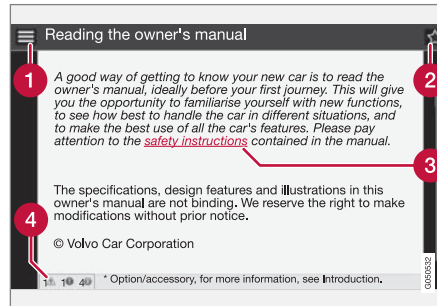 Reading the owner's manual
1
2
A good way of getting to know your new car is to read the
owner's manual, ideally before your first journey. This will give
you the opportunity to familiarise yourself with new functions,
to see how best to handle the car in different situations, and
to make the best use of all the car's features. Please pay
attention to the safety instructions contained in the manual.
3
The specifications, design features and illustrations in this
owner's manual are not binding. We reserve the right to make
modifications without prior notice.
4
© Volvo Car Corporation
1 1 4 * Option/accessory, for more information, see Introduction.
G050532